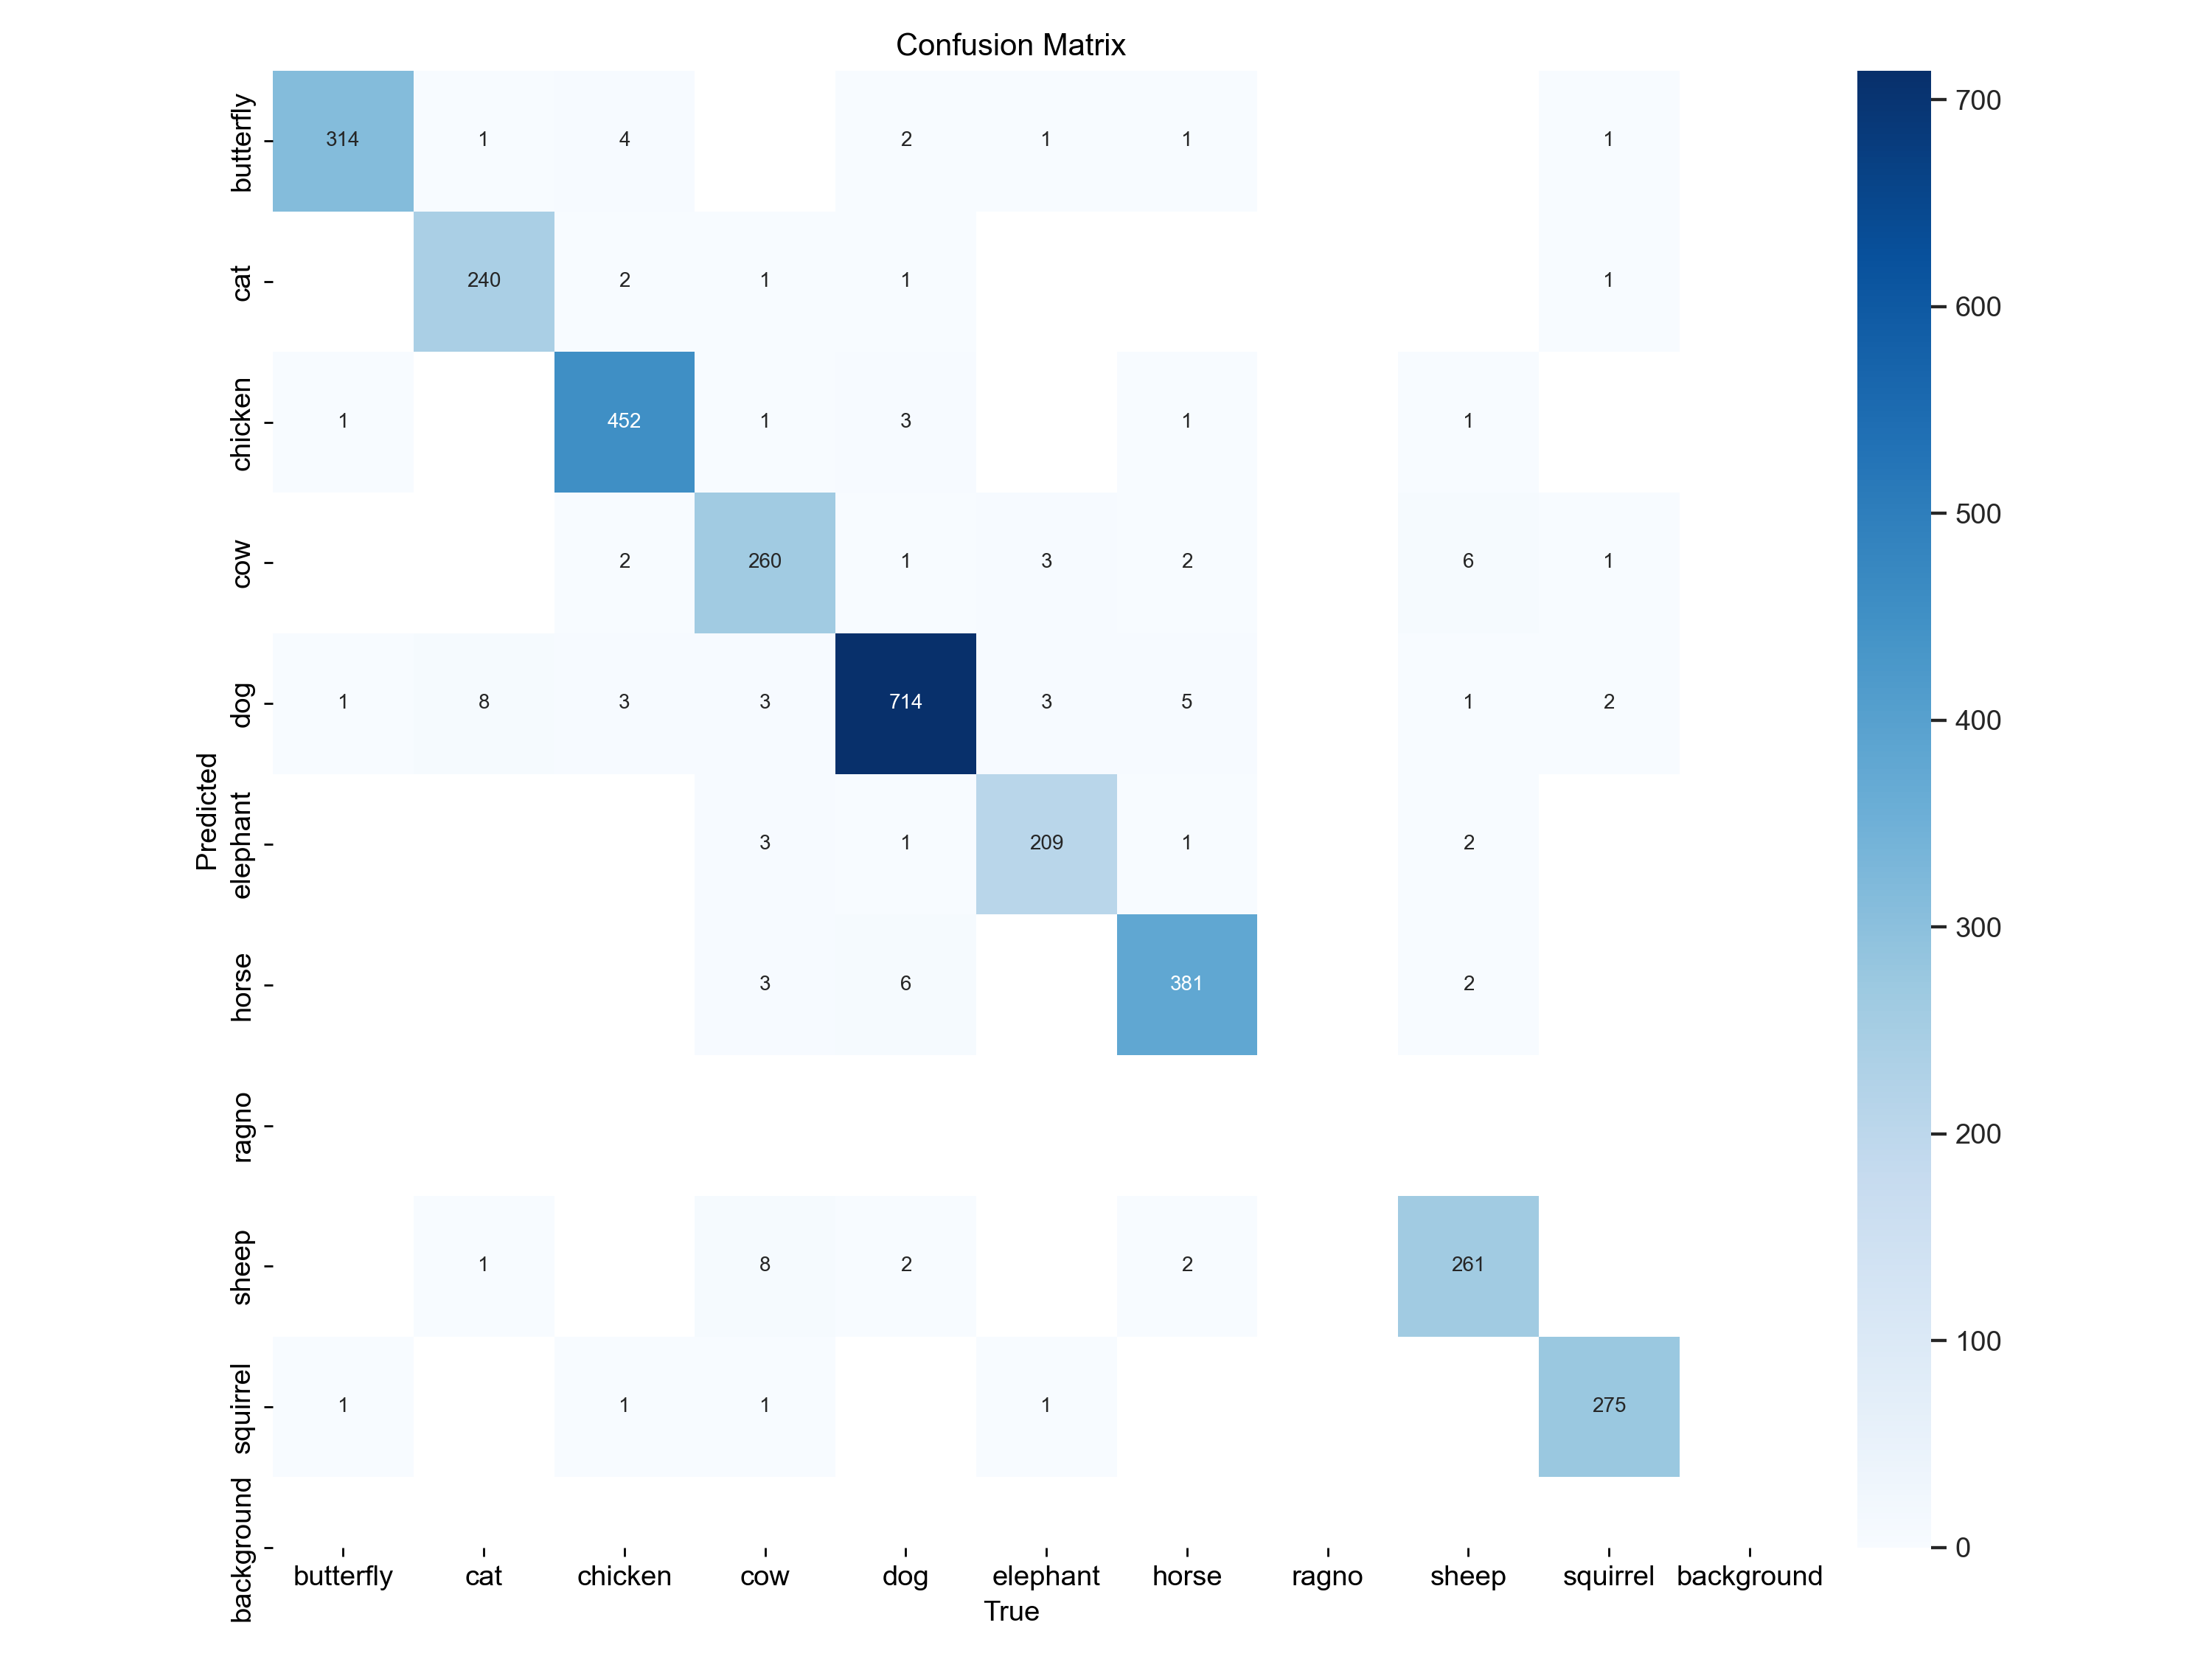 Confusion Matrix
butterfly 314 1 4 2 1 1 1
cat 240 2 1 1 1
chicken 1 452 1 3 1 1
cow 2 260 1 3 2 6 1
dog 1 8 3 3 714 3 5 1 2
elephant 3 1 209 1 2
horse 3 6 381 2
ragno
sheep 1 8 2 2 261
squirrel 1 1 1 1 275
background
Predicted
butterfly cat chicken cow dog elephant horse ragno sheep squirrel background
True
700
600
500
400
300
200
100
0